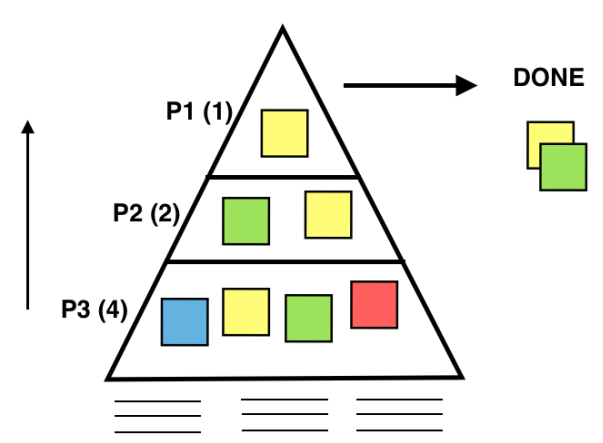 DONE
P1 (1)
P2 (2)
P3 (4)